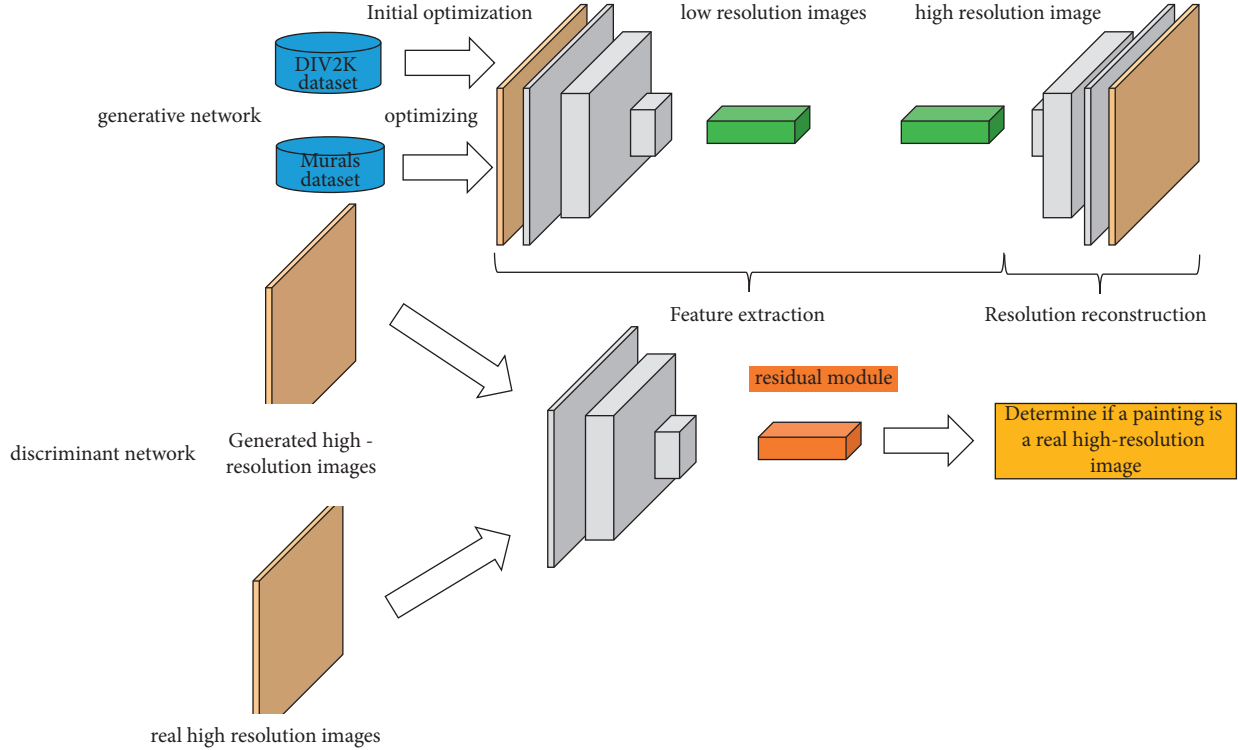 Initial optimization
low resolution images
high resolution image
DIV2K
dataset
generative network
optimizing
Murals
dataset
Feature extraction
Resolution reconstruction
residual module
Determine if a painting is
a real high-resolution
image
discriminant network
Generated high -
resolution images
real high resolution images